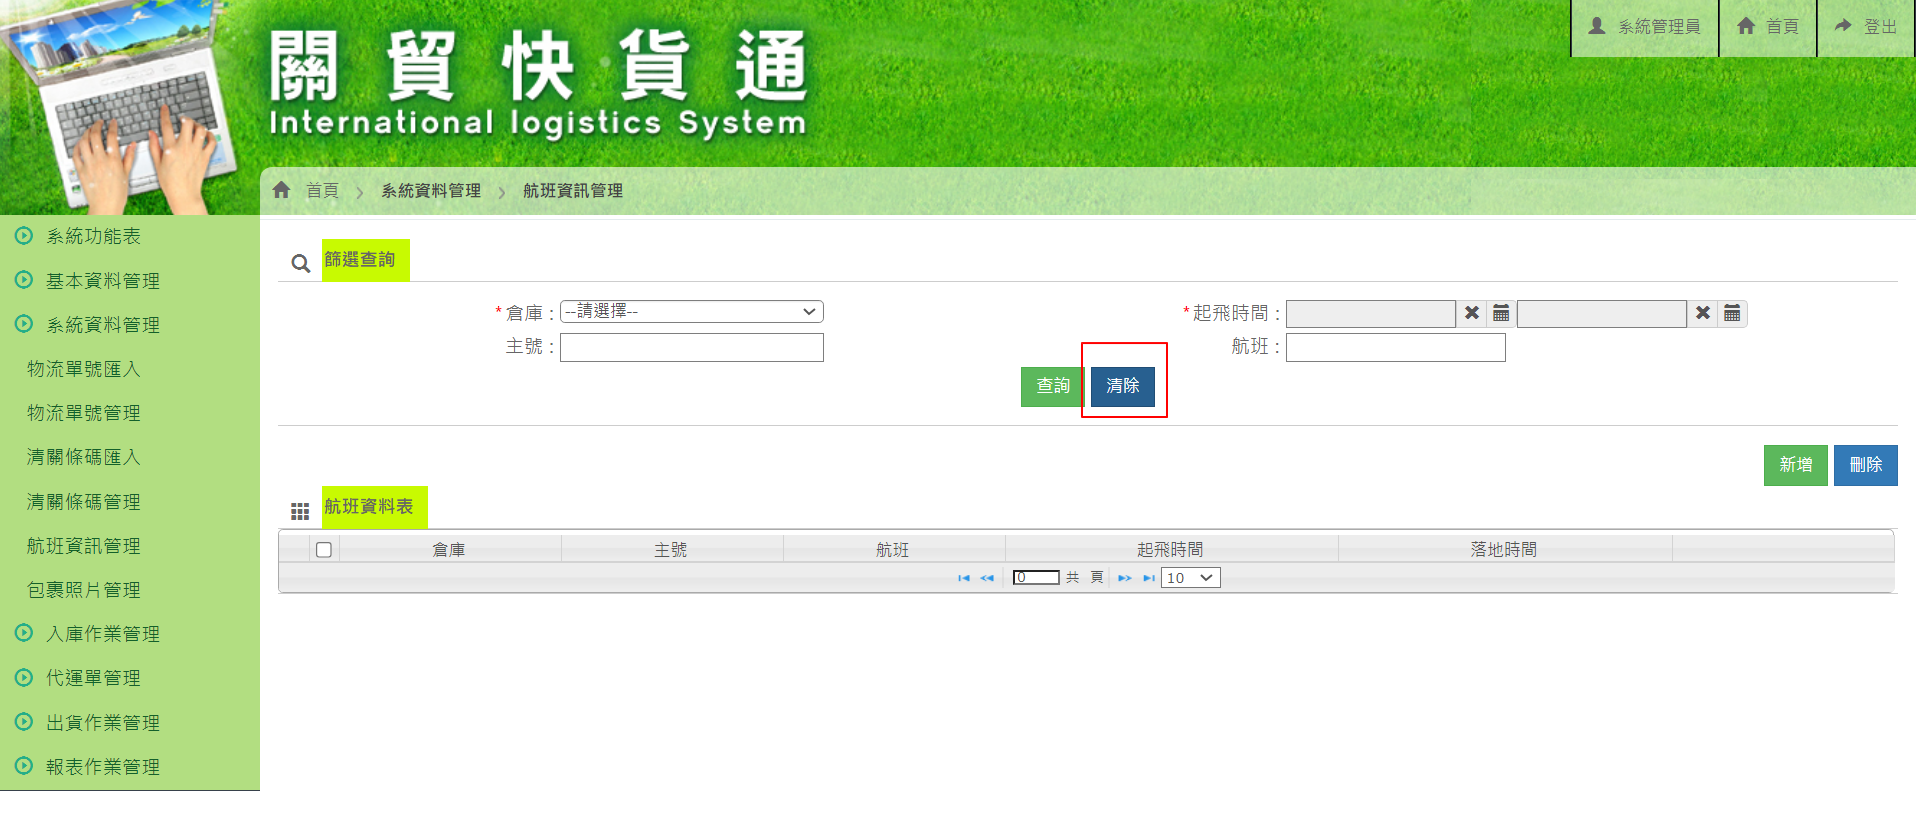 關貿快貨通
International logistics System
系統管理員
首頁
登出
首頁 > 系統資料管理 > 航班資訊管理
系統功能表
基本資料管理
系統資料管理
物流單號匯入
物流單號管理
清關條碼匯入
清關條碼管理
航班資訊管理
包裹照片管理
入庫作業管理
代運單管理
出貨作業管理
報表作業管理
篩選查詢
*倉庫： --請選擇--
*起飛時間：
主號：
航班：
查詢 清除
新增 刪除
航班資料表
倉庫 主號 航班 起飛時間 落地時間
0 共 頁 10